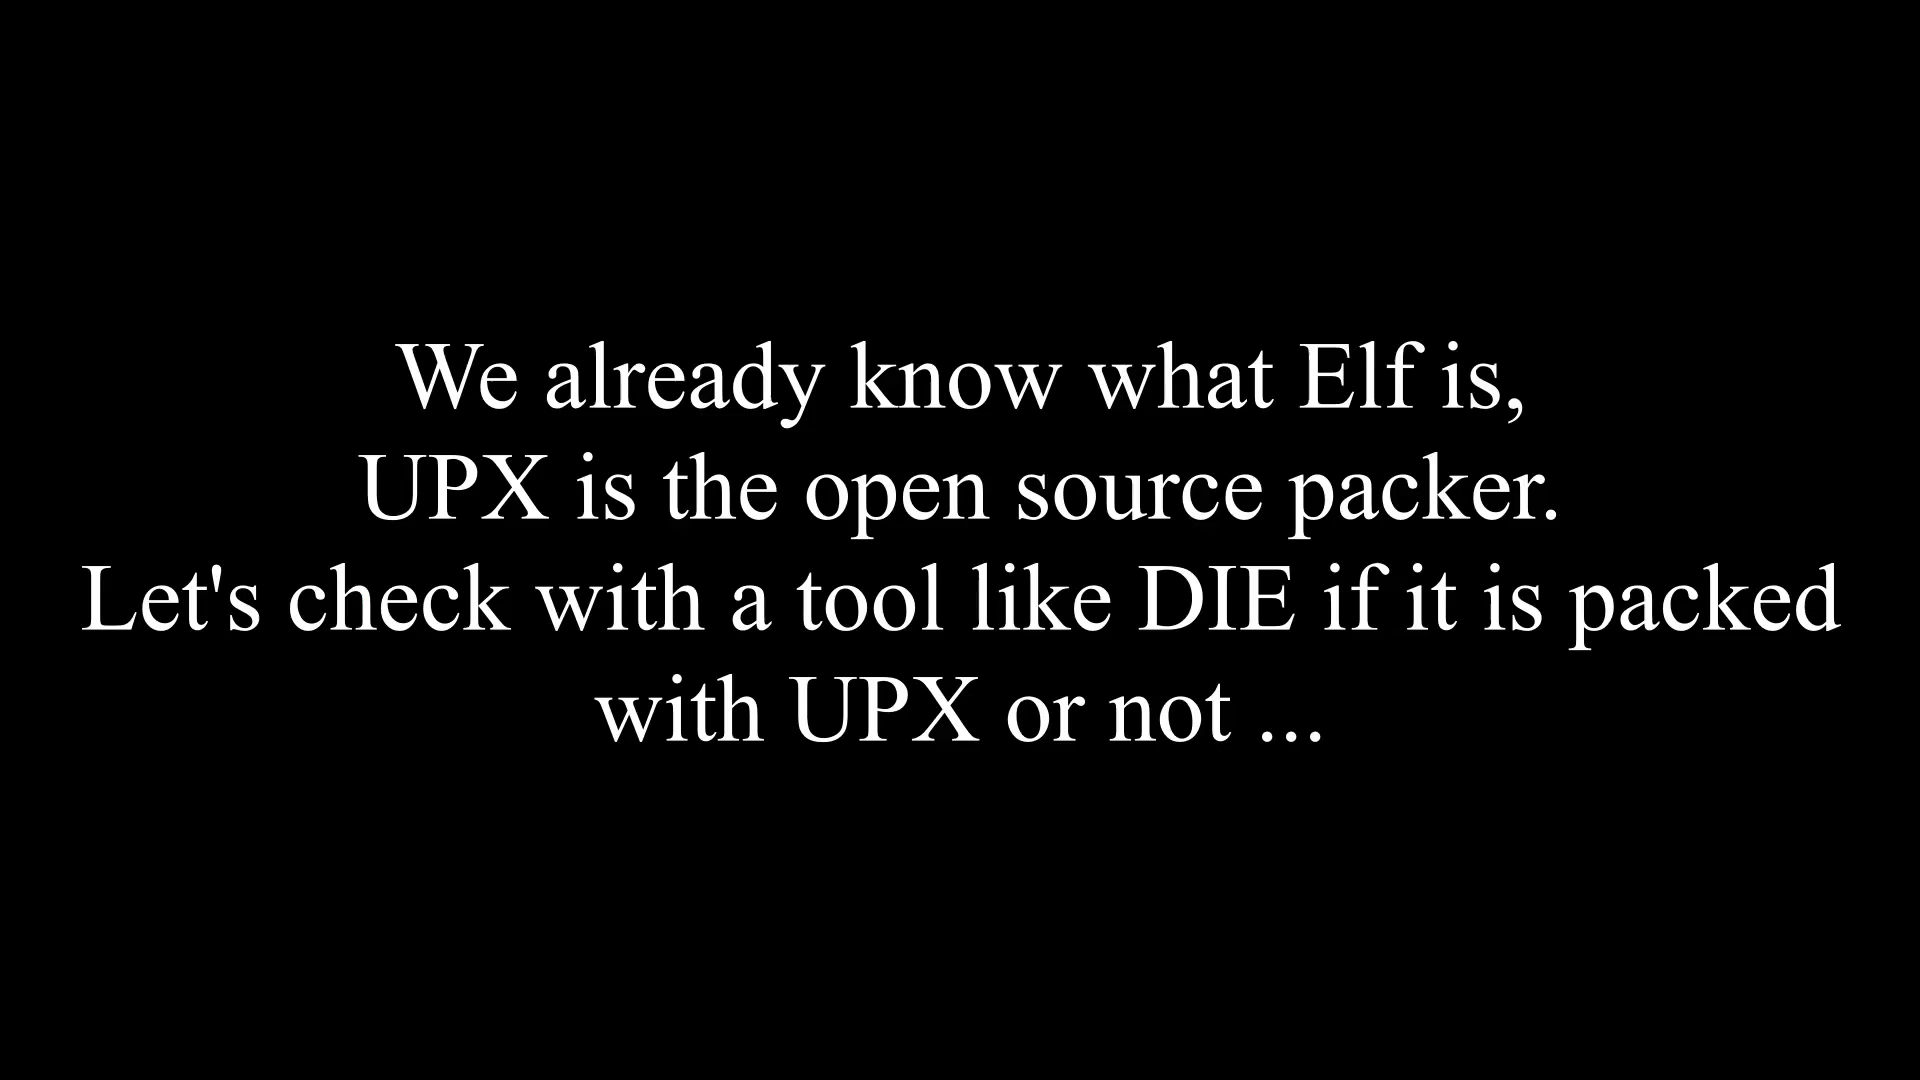 We already know what Elf is,
UPX is the open source packer.
Let's check with a tool like DIE if it is packed
with UPX or not ...